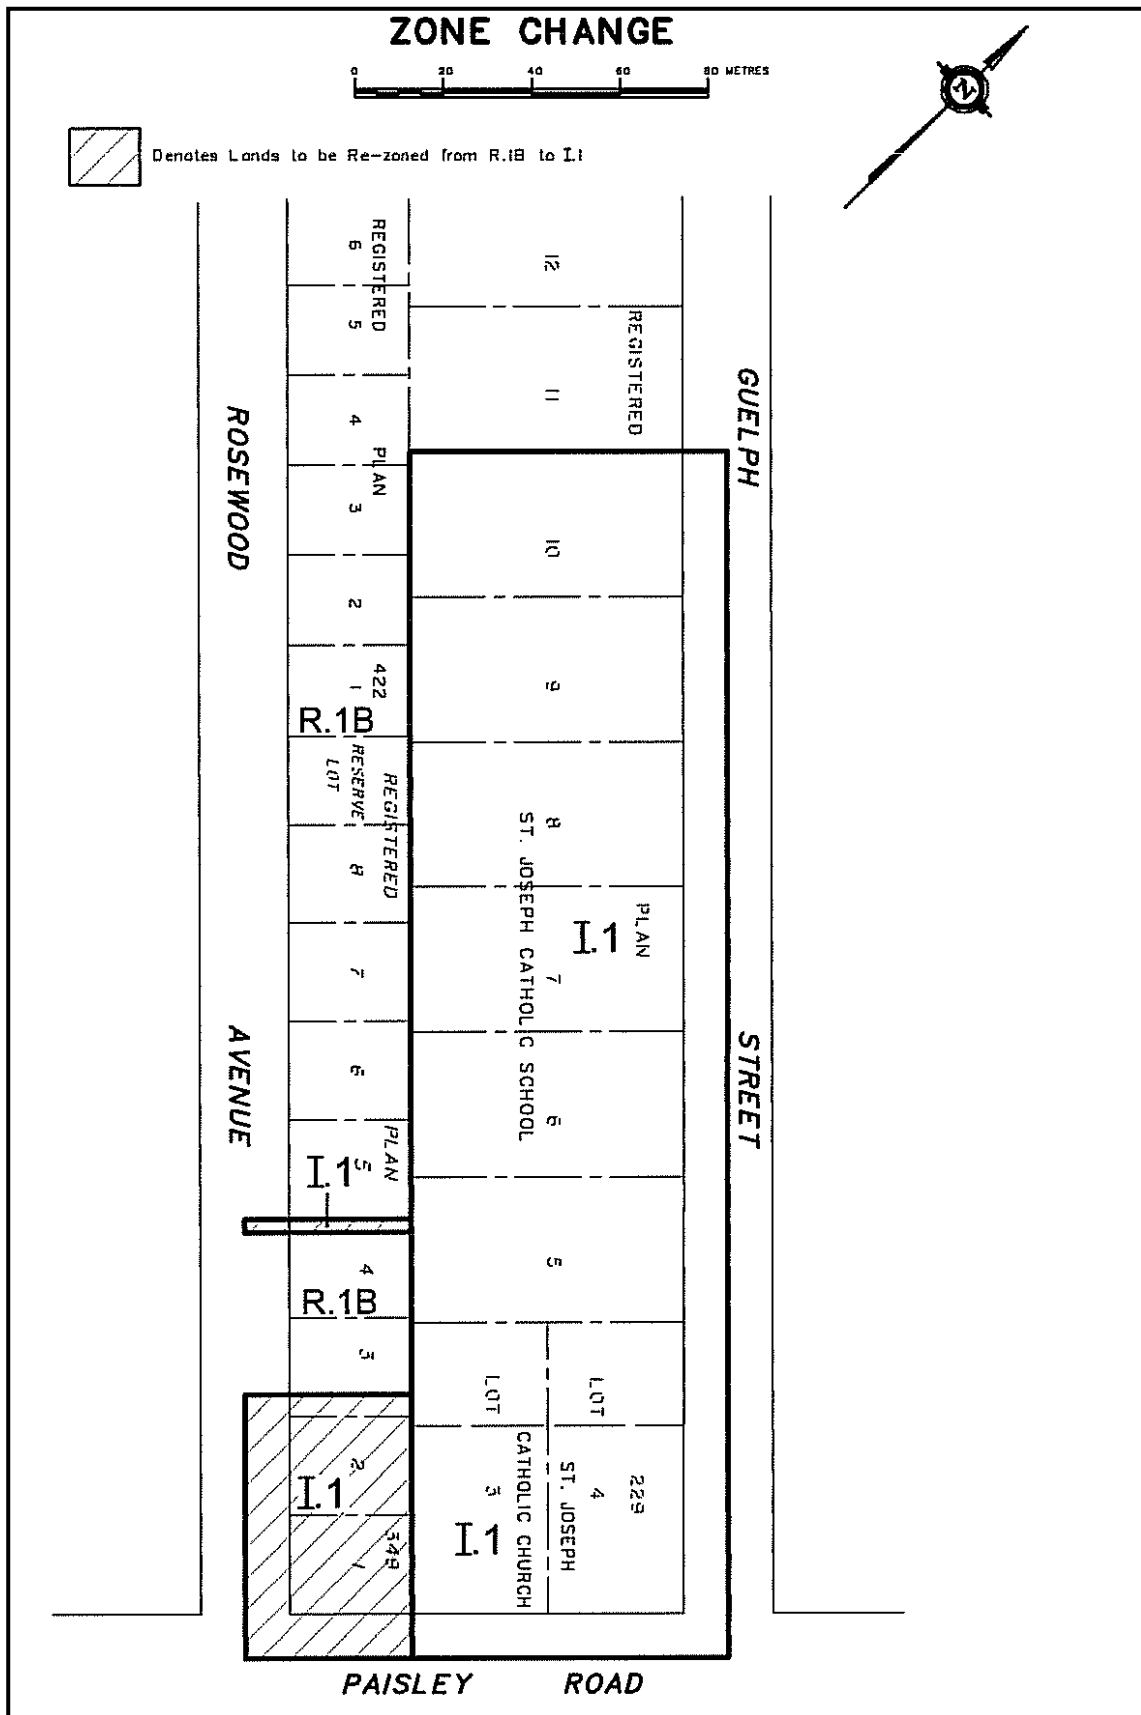 ZONE CHANGE
0 20 40 60 80 METRES
N
Denotes Lands to be Re-zoned from R.1B to I.1
REGISTERED
6
5
4
PLAN
3
2
422
1
R.1B
RESERVE
LOT
REGISTERED
8
7
6
PLAN
5
I.1
4
R.1B
3
2
I.1
549
1
12
REGISTERED
11
10
9
8
ST. JOSEPH CATHOLIC SCHOOL
PLAN
I.1
7
6
5
LOT
LOT
CATHOLIC CHURCH
ST. JOSEPH
229
3
4
I.1
ROSEWOOD
AVENUE
GUELPH
STREET
PAISLEY ROAD